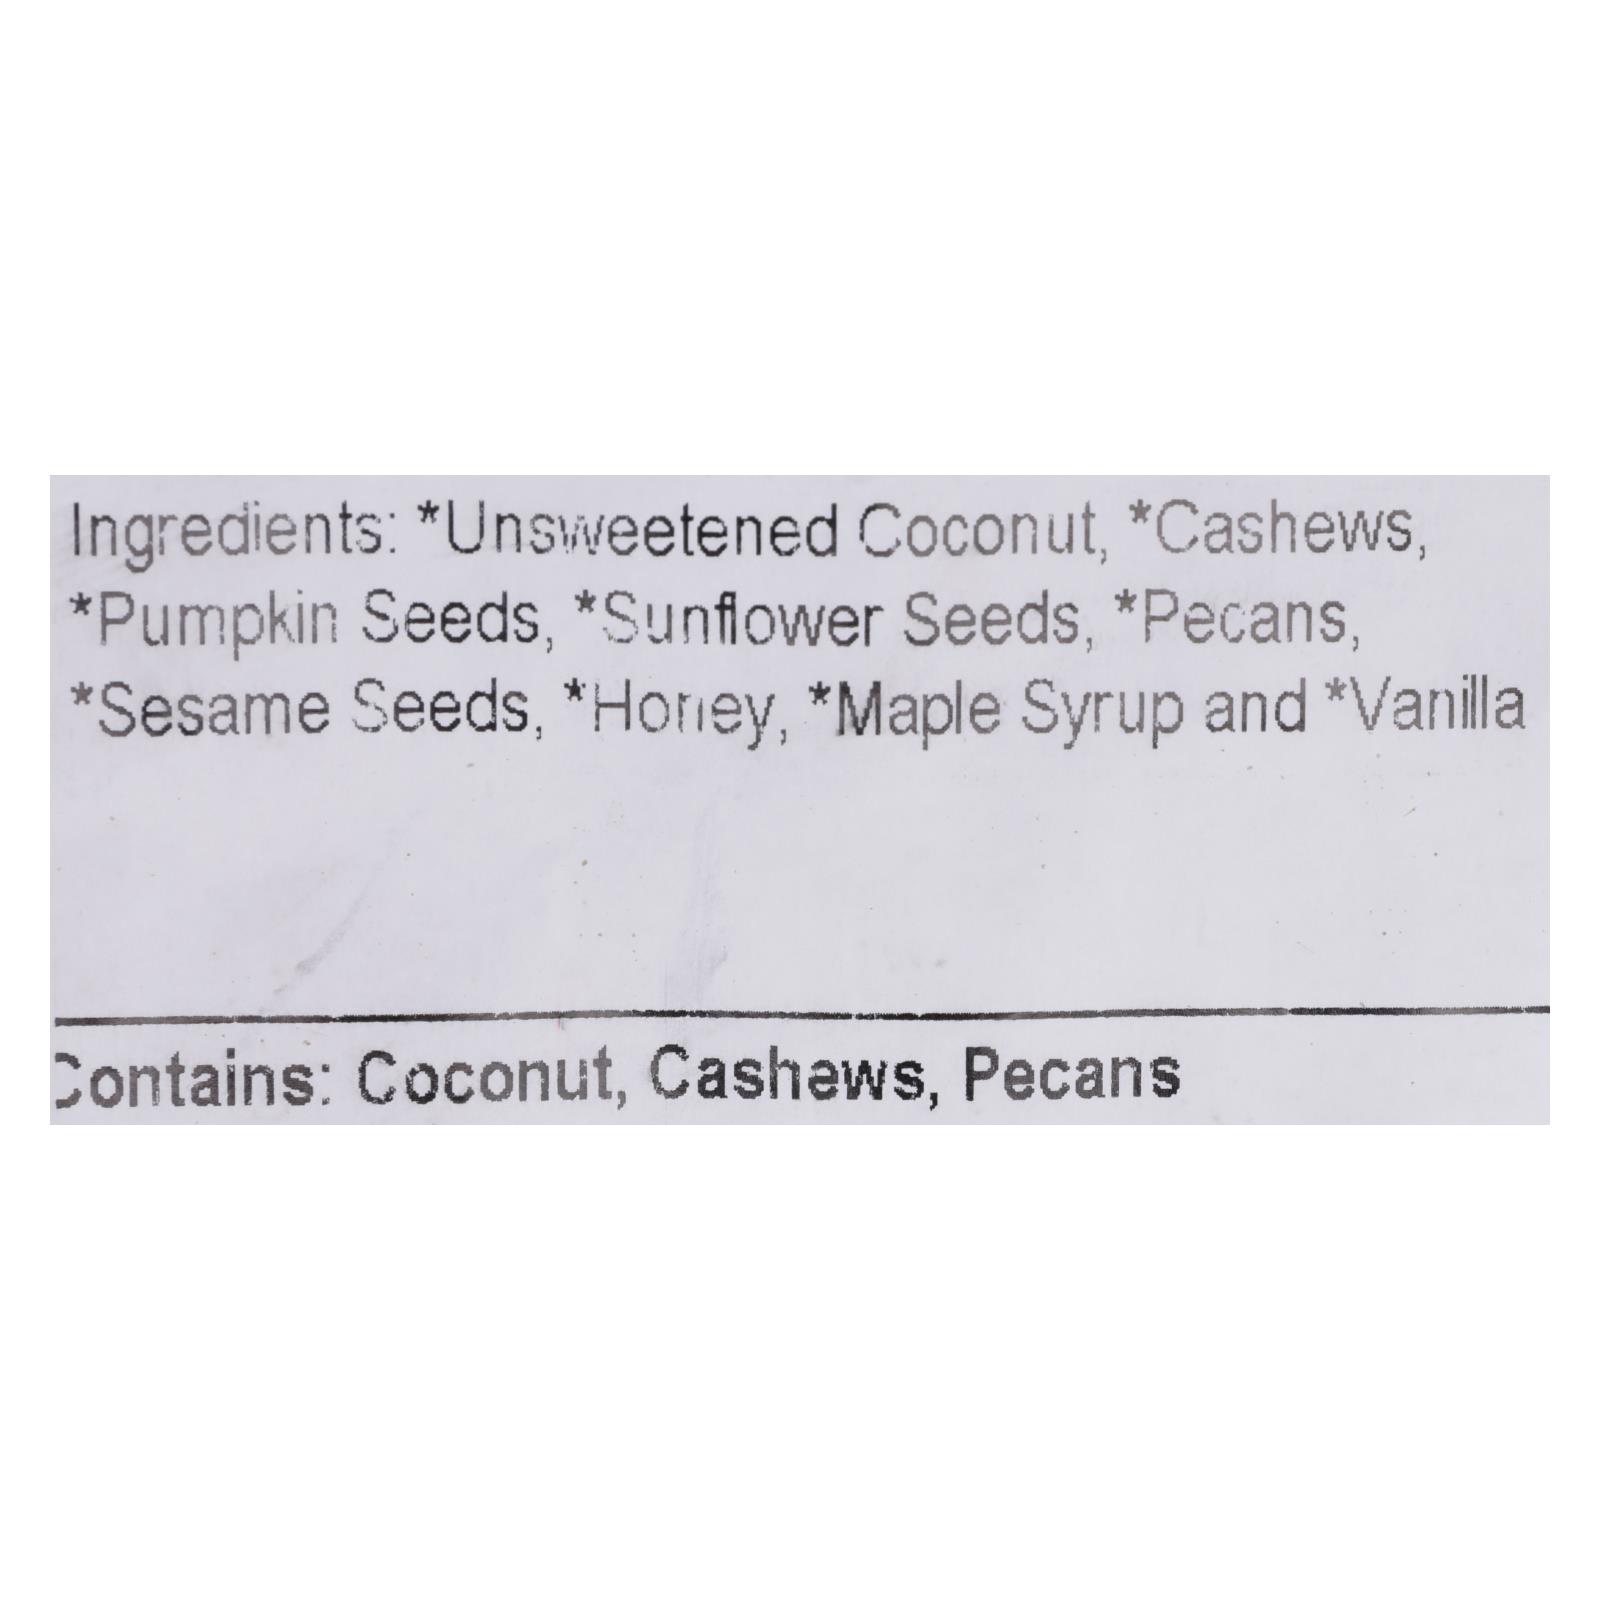 Ingredients: *Unsweetened Coconut, *Cashews,
*Pumpkin Seeds, *Sunflower Seeds, *Pecans,
*Sesame Seeds, *Honey, *Maple Syrup and *Vanilla
Contains: Coconut, Cashews, Pecans